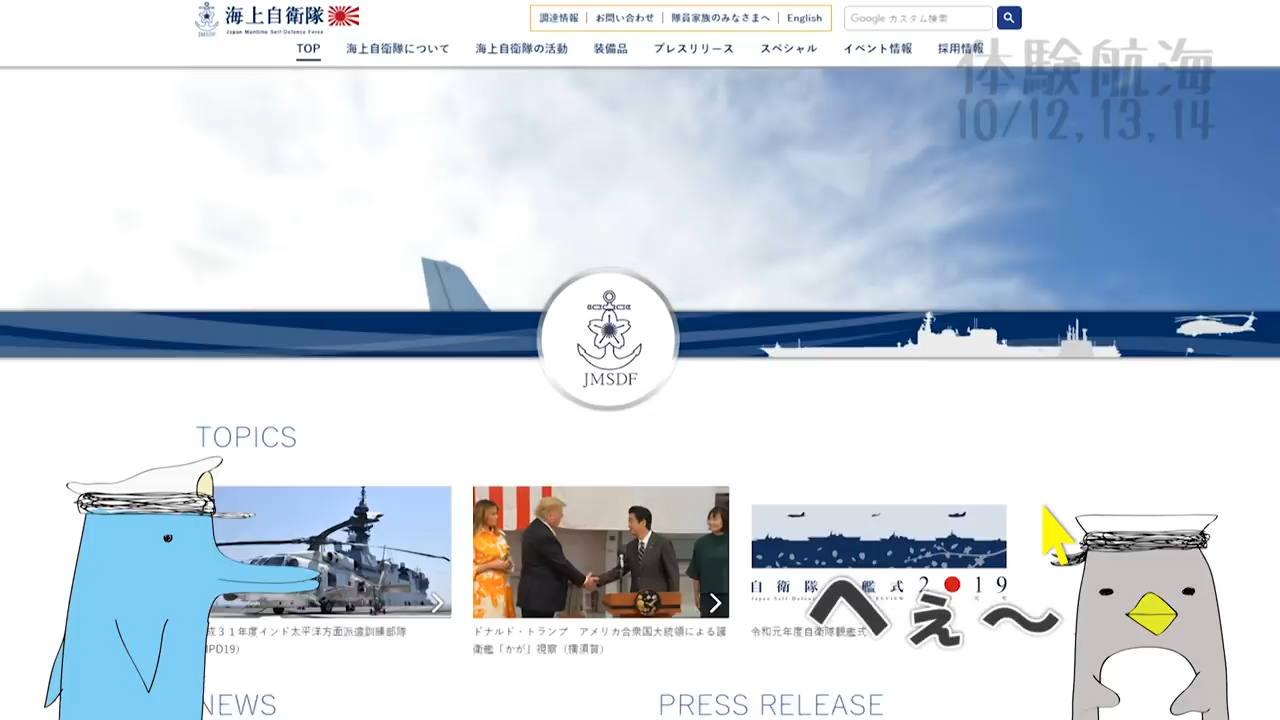 海上自衛隊
Japan Maritime Self-Defense Force
JMSDF
調達情報 お問い合わせ 隊員家族のみなさまへ English
Google カスタム検索
TOP 海上自衛隊について 海上自衛隊の活動 装備品 プレスリリース スペシャル イベント情報 採用情報
体験航海
10/12,13,14
JMSDF
TOPICS
成31年度インド太平洋方面派遣訓練部隊
IPD19)
ドナルド・トランプ アメリカ合衆国大統領による護
衛艦「かが」視察(横須賀)
自衛隊 艦式2●19
令和元年度自衛隊観艦式
へぇ〜
NEWS
PRESS RELEASE